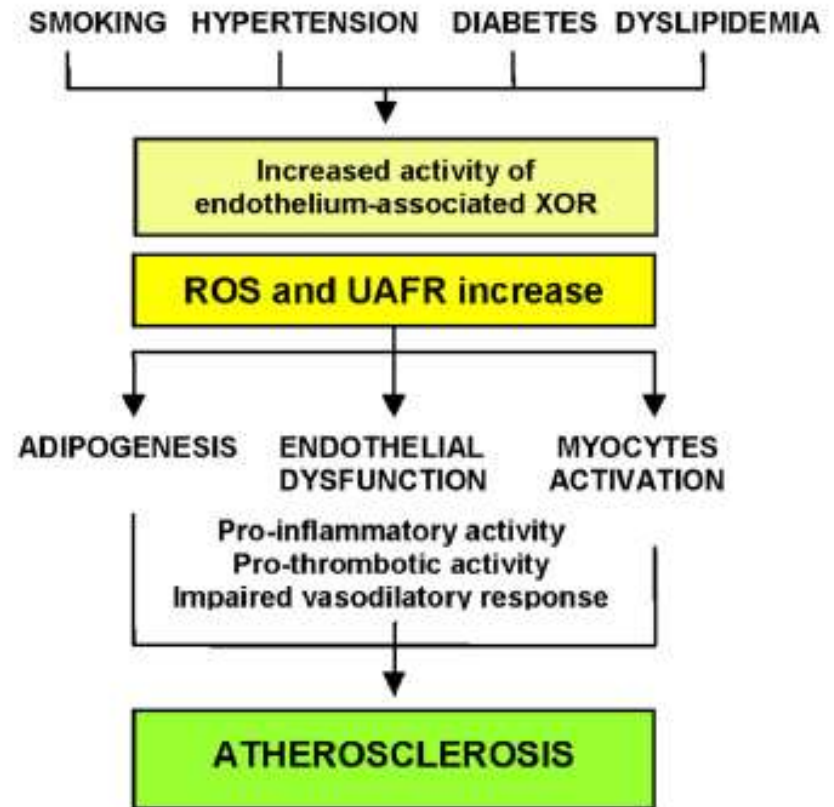 SMOKING HYPERTENSION DIABETES DYSLIPIDEMIA
Increased activity of
endothelium-associated XOR
ROS and UAFR increase
ADIPOGENESIS
ENDOTHELIAL
DYSFUNCTION
MYOCYTES
ACTIVATION
Pro-inflammatory activity
Pro-thrombotic activity
Impaired vasodilatory response
ATHEROSCLEROSIS